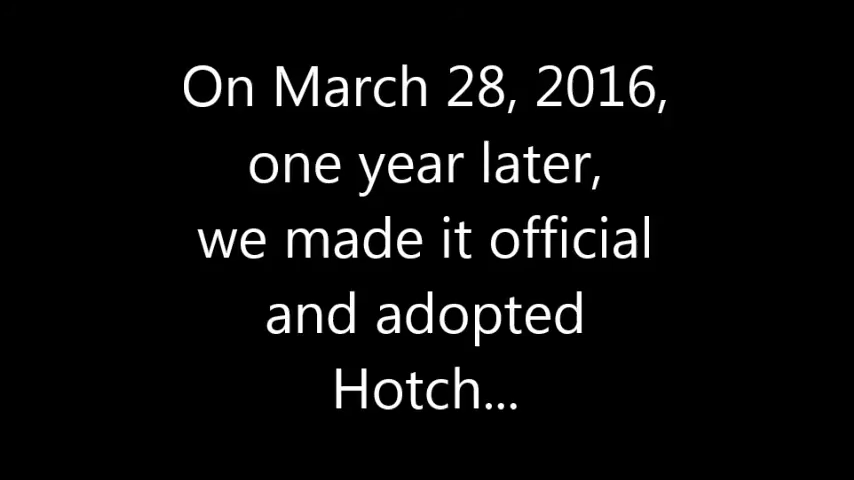 On March 28, 2016,
one year later,
we made it official
and adopted
Hotch...